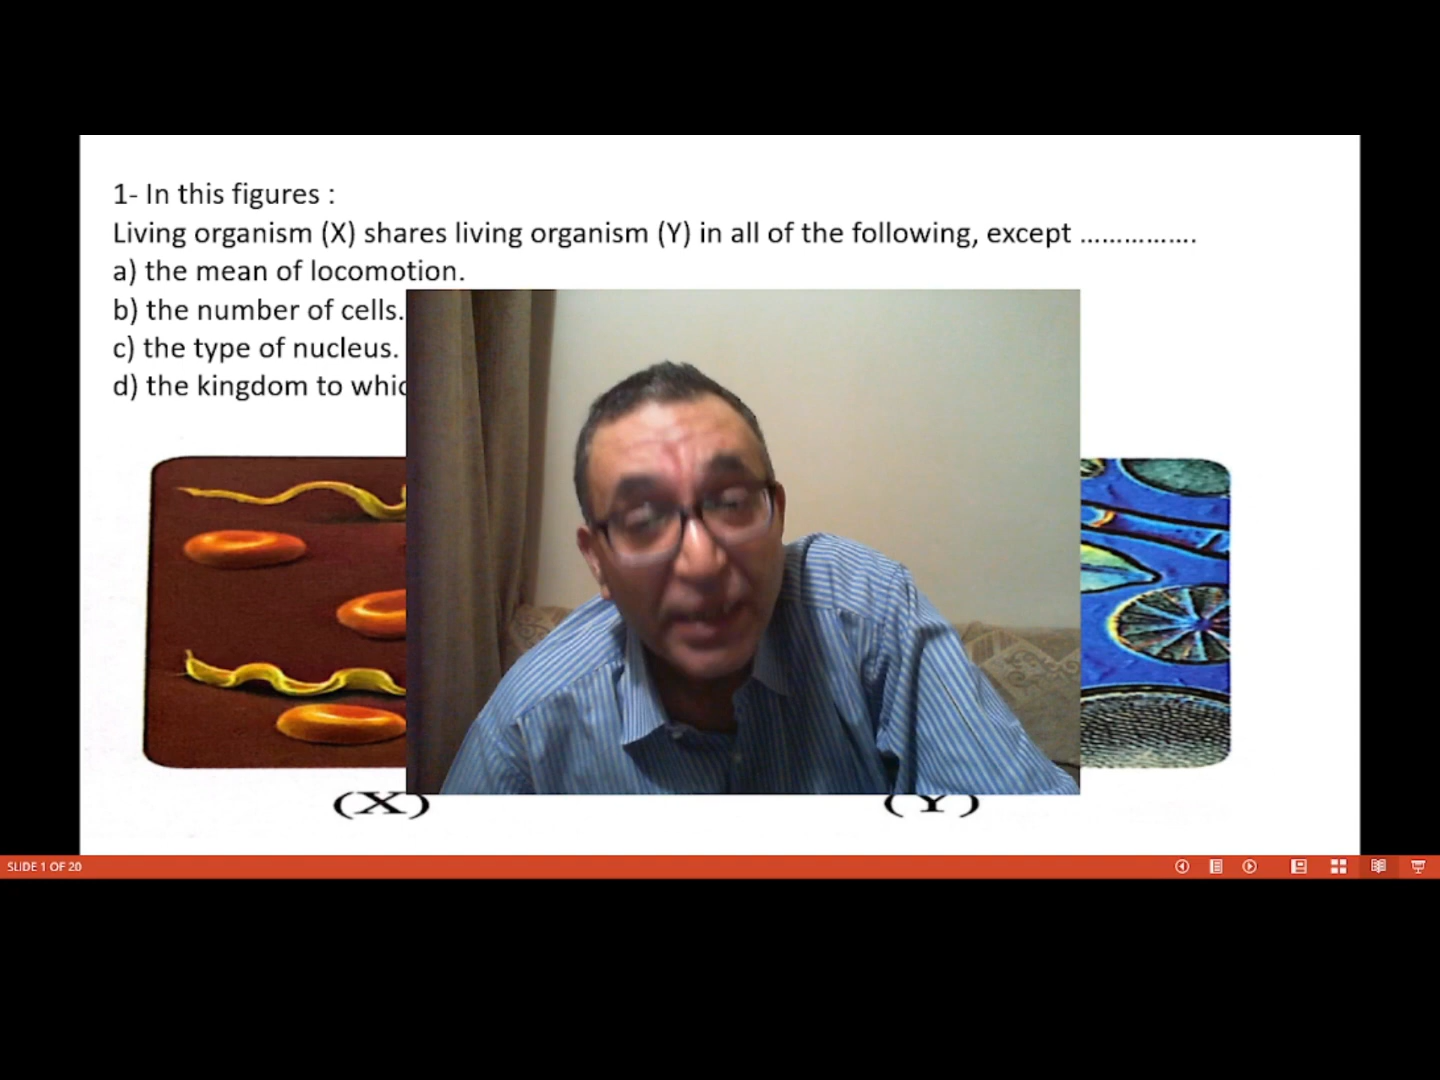 1- In this figures :
Living organism (X) shares living organism (Y) in all of the following, except ................
a) the mean of locomotion.
b) the number of cells.
c) the type of nucleus.
d) the kingdom to
(X) (Y)
SLIDE 1 OF 20